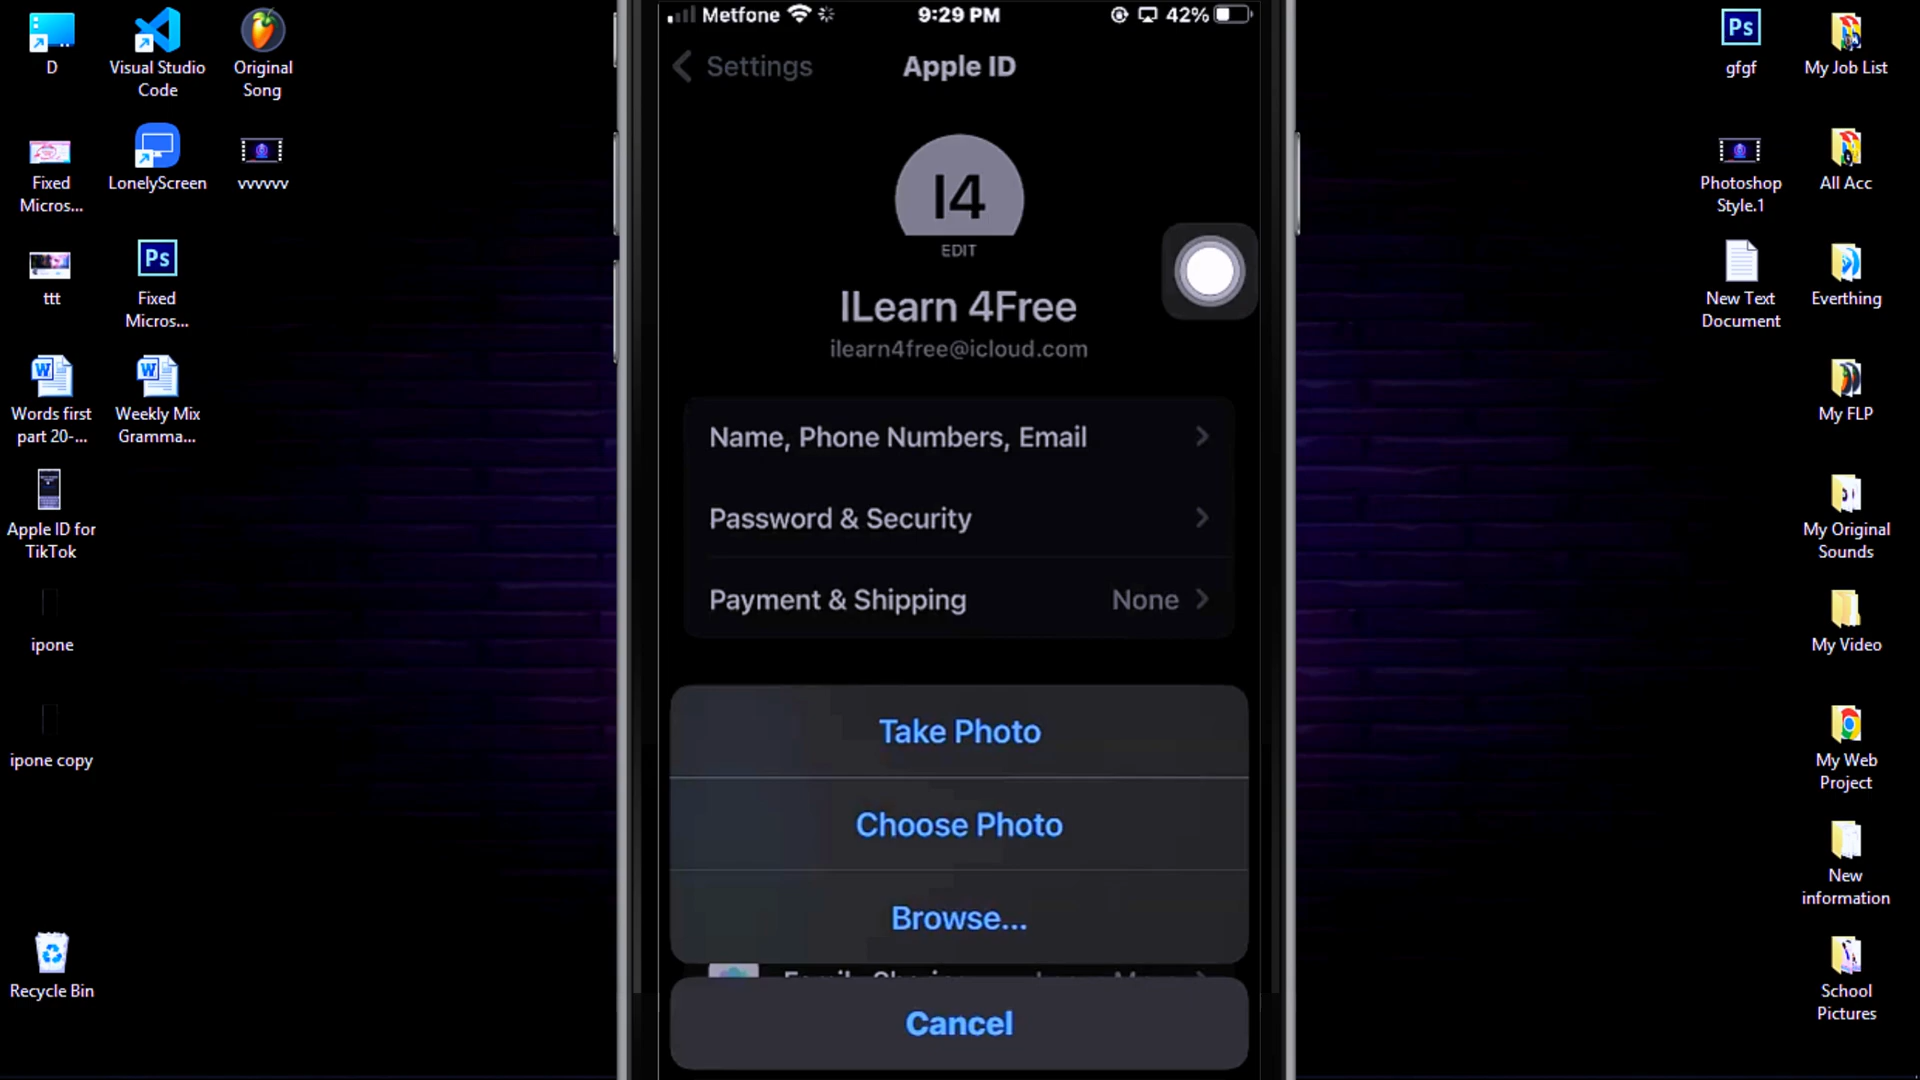 D
Visual Studio
Code
Original
Song
Fixed
Micros...
LonelyScreen
vvvvvv
ttt
Ps
Fixed
Micros...
Words first
part 20-...
Weekly Mix
Gramma...
Apple ID for
TikTok
ipone
ipone copy
Recycle Bin
Metfone
9:29 PM
42%
Settings
Apple ID
I4
EDIT
ILearn 4Free
ilearn4free@icloud.com
Name, Phone Numbers, Email
Password & Security
Payment & Shipping None
Take Photo
Choose Photo
Browse...
Cancel
Ps
gfgf
My Job List
Photoshop
Style.1
All Acc
New Text
Document
Everthing
My FLP
My Original
Sounds
My Video
My Web
Project
New
information
School
Pictures